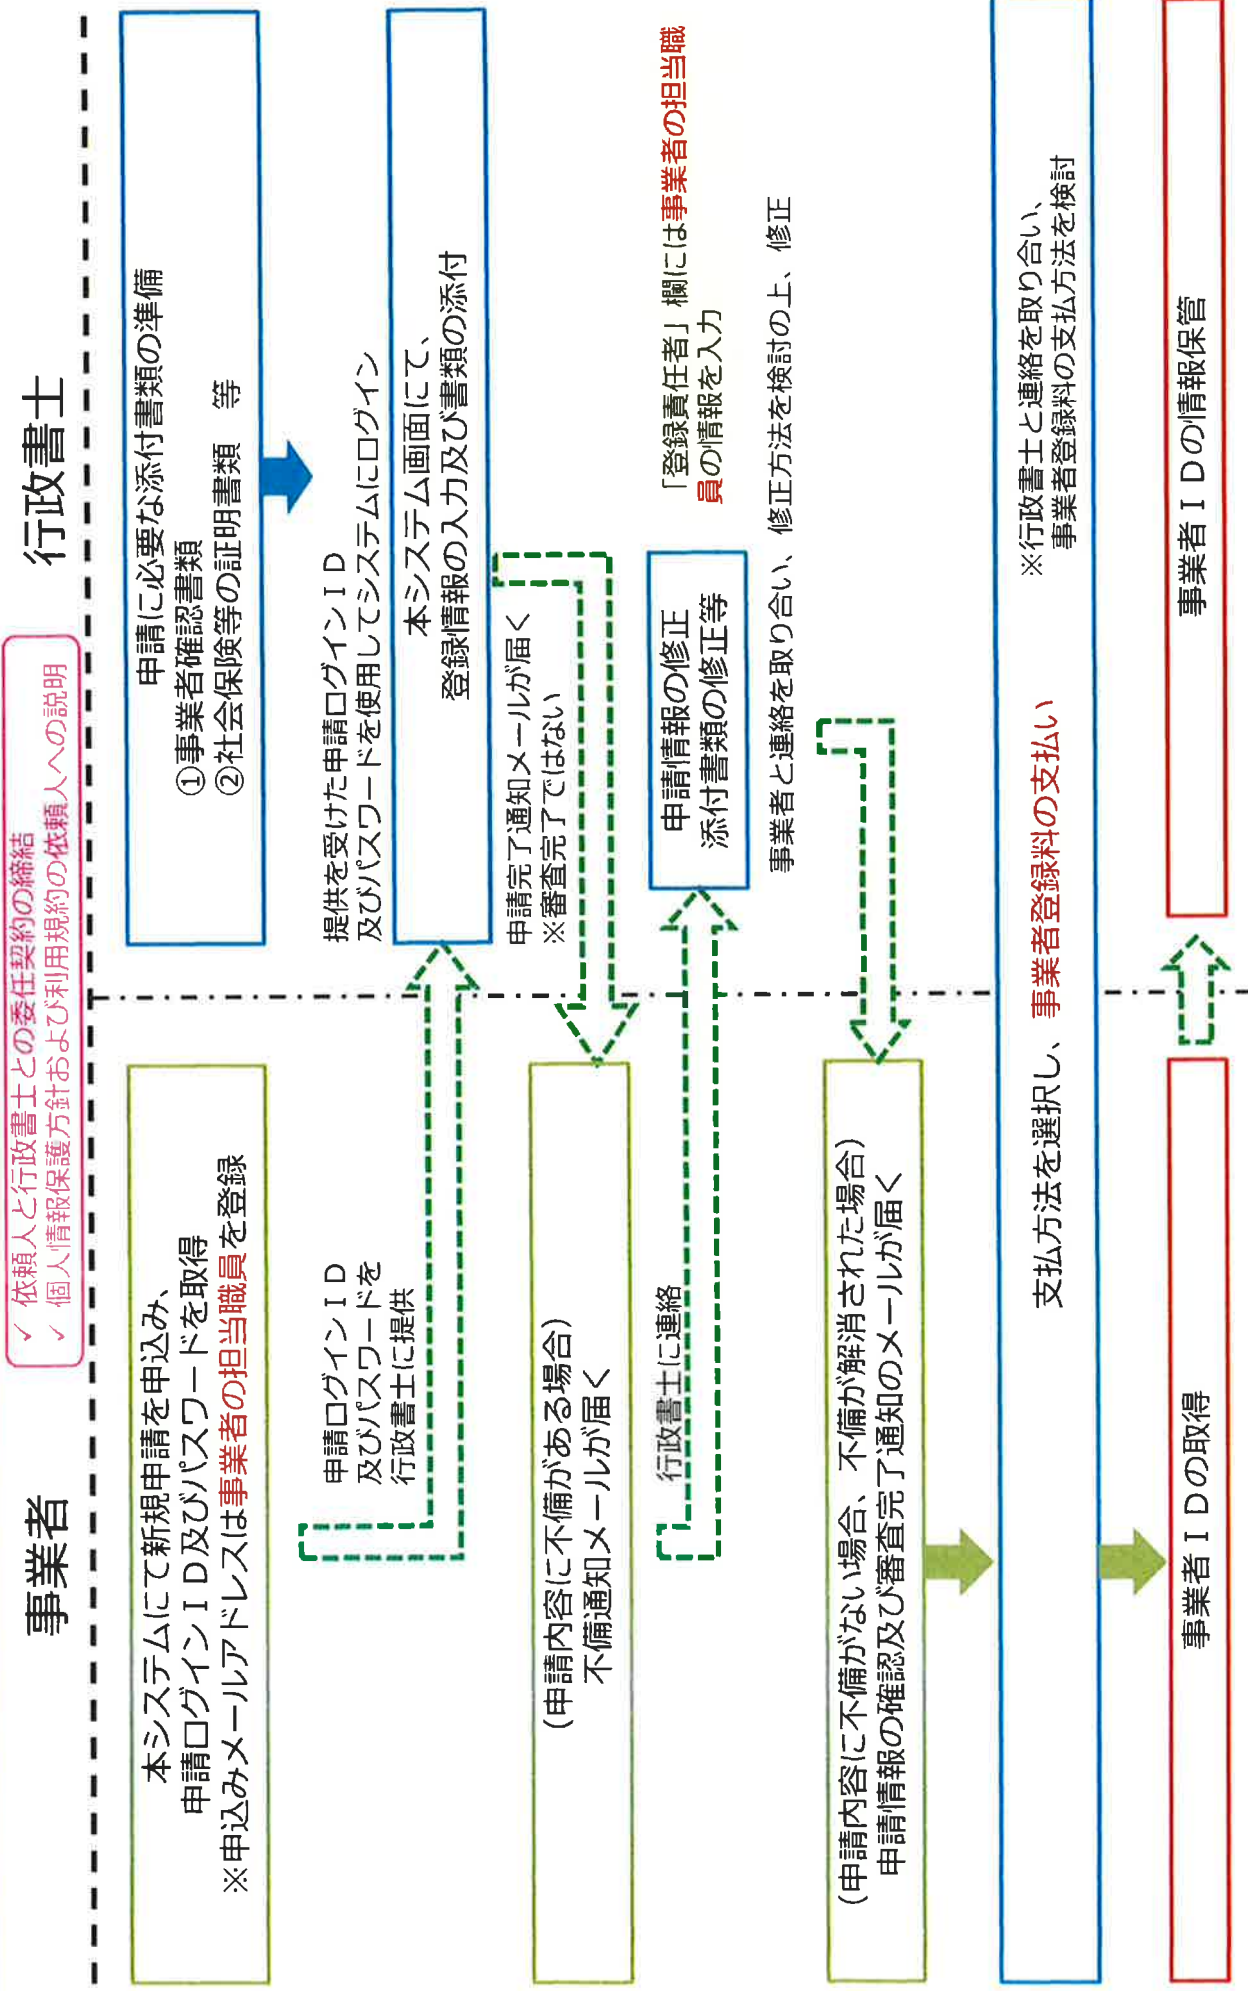 ✓ 依頼人と行政書士との委任契約の締結
✓ 個人情報保護方針および利用規約の依頼人への説明
事業者
行政書士
本システムにて新規申請を申込み、
申請ログインID及びパスワードを取得
※申込みメールアドレスは事業者の担当職員を登録
申請に必要な添付書類の準備
①事業者確認書類
②社会保険等の証明書類　等
申請ログインID
及びパスワードを
行政書士に提供
提供を受けた申請ログインID
及びパスワードを使用してシステムにログイン
本システム画面にて、
登録情報の入力及び書類の添付
申請完了通知メールが届く
※審査完了ではない
(申請内容に不備がある場合)
不備通知メールが届く
行政書士に連絡
申請情報の修正
添付書類の修正等
「登録責任者」欄には事業者の担当職
員の情報を入力
事業者と連絡を取り合い、修正方法を検討の上、修正
(申請内容に不備がない場合、不備が解消された場合)
申請情報の確認及び審査完了通知のメールが届く
支払方法を選択し、事業者登録料の支払い
※行政書士と連絡を取り合い、
事業者登録料の支払方法を検討
事業者IDの取得
事業者IDの情報保管